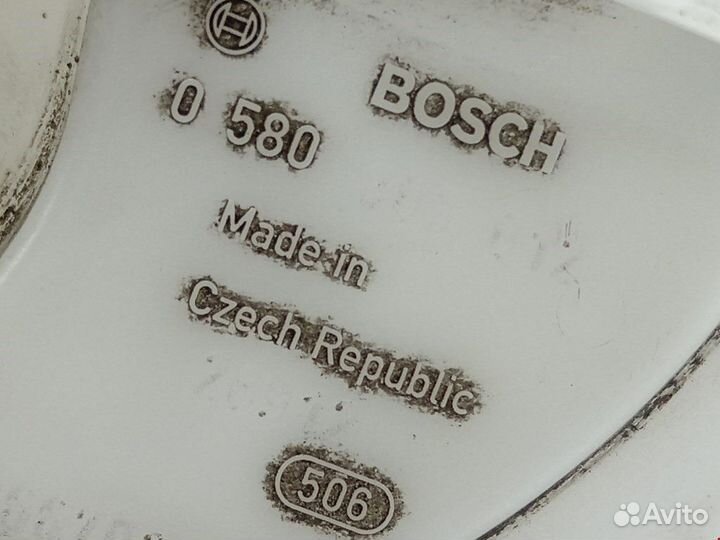 BOSCH
0 580
Made in
Czech Republic
506
Avito